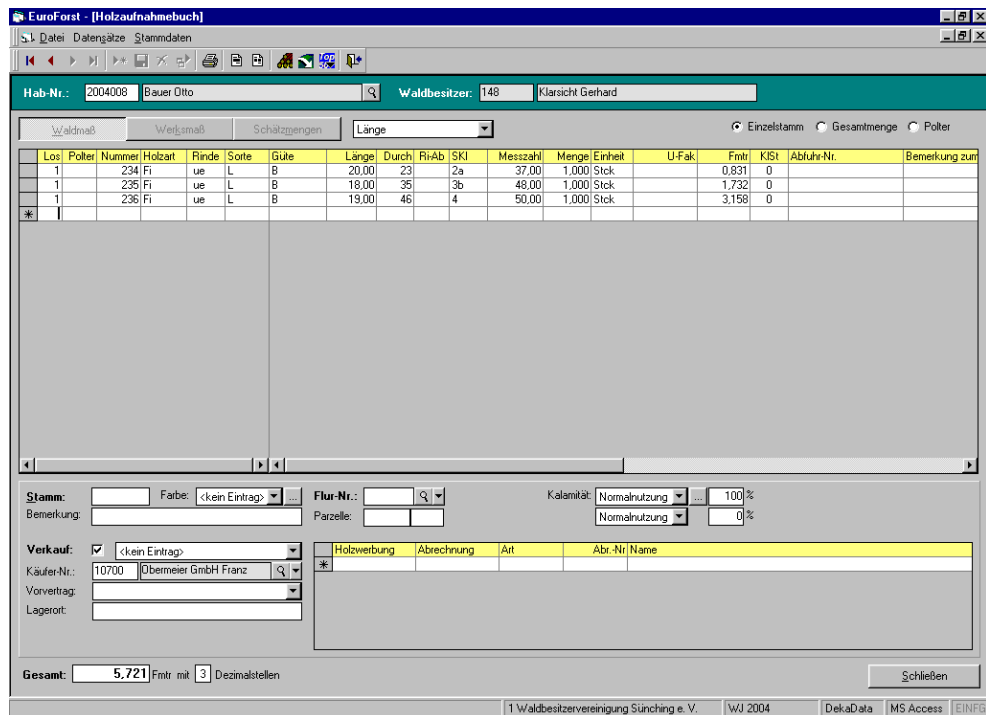 EuroForst - [Holzaufnahmebuch]
Datei Datensätze Stammdaten
Hab-Nr.: 2004008 Bauer Otto Waldbesitzer: 148 Klarsicht Gerhard
Waldmaß Werksmaß Schätzmengen Länge Einzelstamm Gesamtmenge Polter
Los Polter Nummer Holzart Rinde Sorte Güte Länge Durch Ri-Ab SKl Messzahl Menge Einheit U-Fak Fmtr KlSt Abfuhr-Nr. Bemerkung zum
1 234 Fi ue L B 20,00 23 2a 37,00 1,000 Stck 0,831 0
1 235 Fi ue L B 18,00 35 3b 48,00 1,000 Stck 1,732 0
1 236 Fi ue L B 19,00 46 4 50,00 1,000 Stck 3,158 0
Stamm: Farbe: <kein Eintrag> ... Flur-Nr.: Kalamität: Normalnutzung ... 100 %
Bemerkung: Parzelle: Normalnutzung 0 %
Verkauf: <kein Eintrag>
Holzwerbung Abrechnung Art Abr.-Nr Name
Käufer-Nr.: 10700 Obermeier GmbH Franz
Vorvertrag:
Lagerort:
Gesamt: 5,721 Fmtr mit 3 Dezimalstellen Schließen
1 Waldbesitzervereinigung Sünching e. V. WJ 2004 DekaData MS Access EINFG